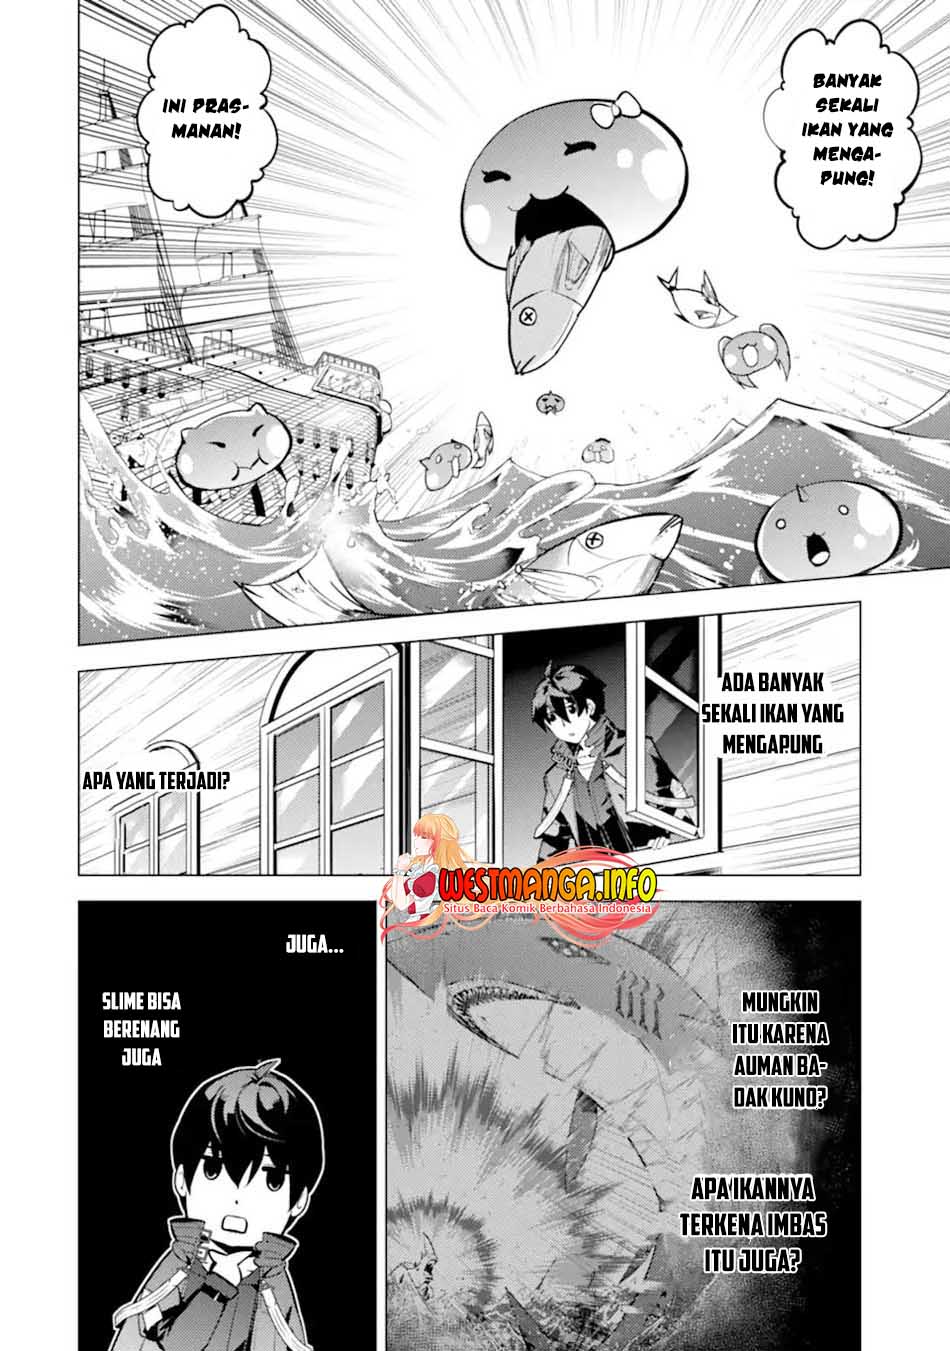 BANYAK
SEKALI
IKAN YANG
MENGA-
PUNG!
INI PRAS-
MANAN!
ADA BANYAK
SEKALI IKAN YANG
MENGAPUNG
APA YANG TERJADI?
WESTMANGA.INFO
Situs Baca Komik Berbahasa Indonesia
MUNGKIN
ITU KARENA
AUMAN BA-
DAK KUNO?
APA IKANNYA
TERKENA IMBAS
ITU JUGA?
JUGA...
SLIME BISA
BERENANG
JUGA